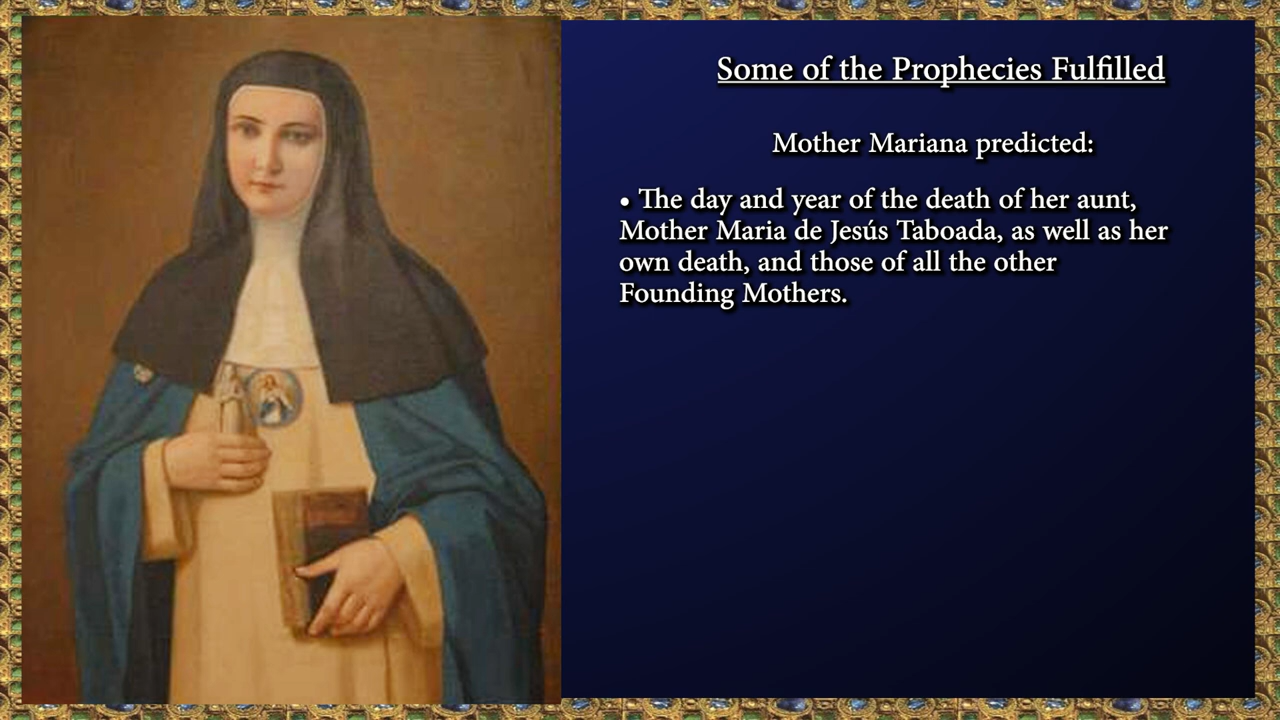 Some of the Prophecies Fulfilled
Mother Mariana predicted:
• The day and year of the death of her aunt,
Mother Maria de Jesús Taboada, as well as her
own death, and those of all the other
Founding Mothers.